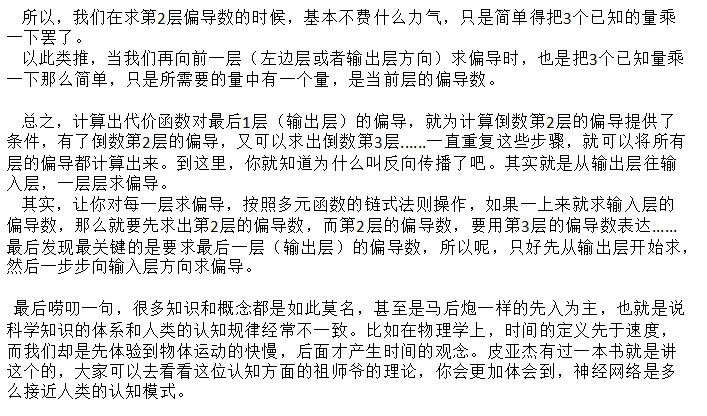 所以，我们在求第2层偏导数的时候，基本不费什么力气，只是简单得把3个已知的量乘
一下罢了。
以此类推，当我们再向前一层（左边层或者输出层方向）求偏导时，也是把3个已知量乘
一下那么简单，只是所需要的量中有一个量，是当前层的偏导数。
总之，计算出代价函数对最后1层（输出层）的偏导，就为计算倒数第2层的偏导提供了
条件，有了倒数第2层的偏导，又可以求出倒数第3层……一直重复这些步骤，就可以将所有
层的偏导都计算出来。到这里，你就知道为什么叫反向传播了吧。其实就是从输出层往输
入层，一层层求偏导。
其实，让你对每一层求偏导，按照多元函数的链式法则操作，如果一上来就求输入层的
偏导数，那么就要先求出第2层的偏导数，而第2层的偏导数，要用第3层的偏导数表达……
最后发现最关键的是要求最后一层（输出层）的偏导数，所以呢，只好先从输出层开始求，
然后一步步向输入层方向求偏导。
最后唠叨一句，很多知识和概念都是如此莫名，甚至是马后炮一样的先入为主，也就是说
科学知识的体系和人类的认知规律经常不一致。比如在物理学上，时间的定义先于速度，
而我们却是先体验到物体运动的快慢，后面才产生时间的观念。皮亚杰有过一本书就是讲
这个的，大家可以去看看这位认知方面的祖师爷的理论，你会更加体会到，神经网络是多
么接近人类的认知模式。